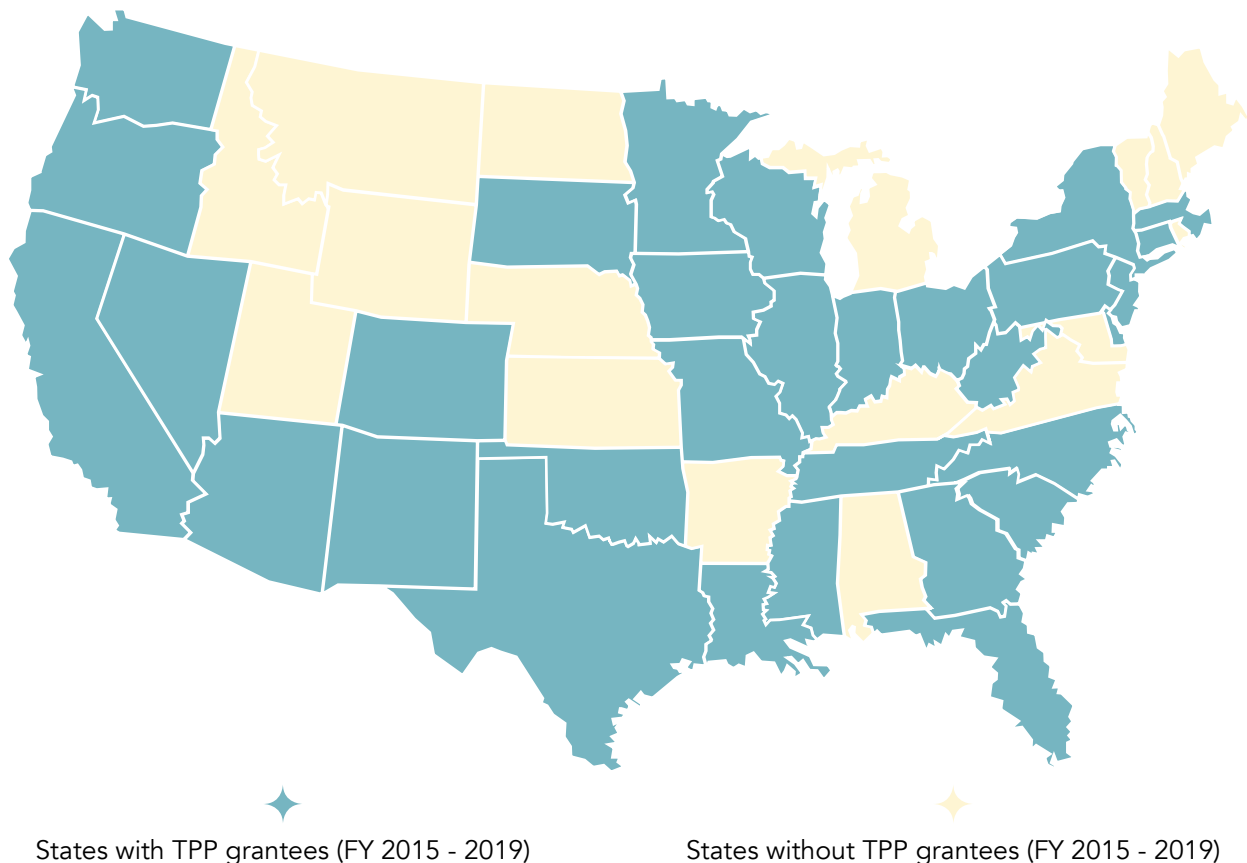 States with TPP grantees (FY 2015 - 2019)
States without TPP grantees (FY 2015 - 2019)